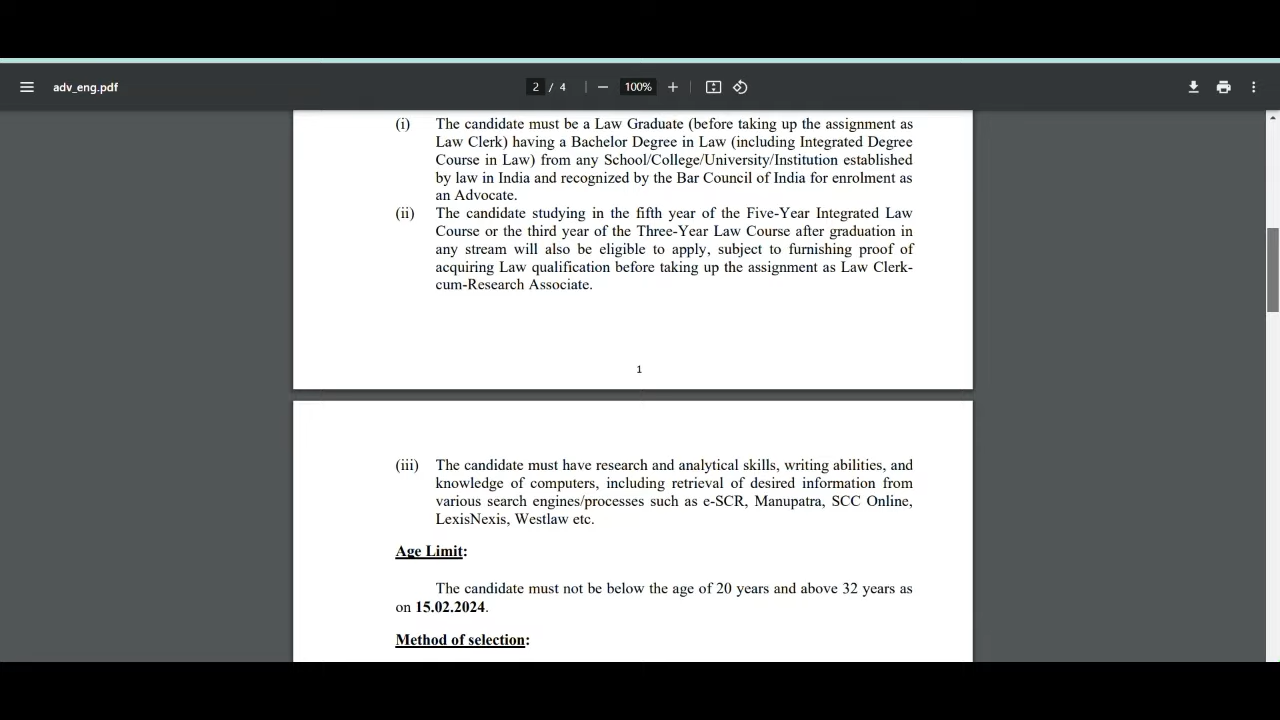 adv_eng.pdf
2 / 4
100%
(i) The candidate must be a Law Graduate (before taking up the assignment as
Law Clerk) having a Bachelor Degree in Law (including Integrated Degree
Course in Law) from any School/College/University/Institution established
by law in India and recognized by the Bar Council of India for enrolment as
an Advocate.
(ii) The candidate studying in the fifth year of the Five-Year Integrated Law
Course or the third year of the Three-Year Law Course after graduation in
any stream will also be eligible to apply, subject to furnishing proof of
acquiring Law qualification before taking up the assignment as Law Clerk-
cum-Research Associate.
1
(iii) The candidate must have research and analytical skills, writing abilities, and
knowledge of computers, including retrieval of desired information from
various search engines/processes such as e-SCR, Manupatra, SCC Online,
LexisNexis, Westlaw etc.
Age Limit:
The candidate must not be below the age of 20 years and above 32 years as
on 15.02.2024.
Method of selection: